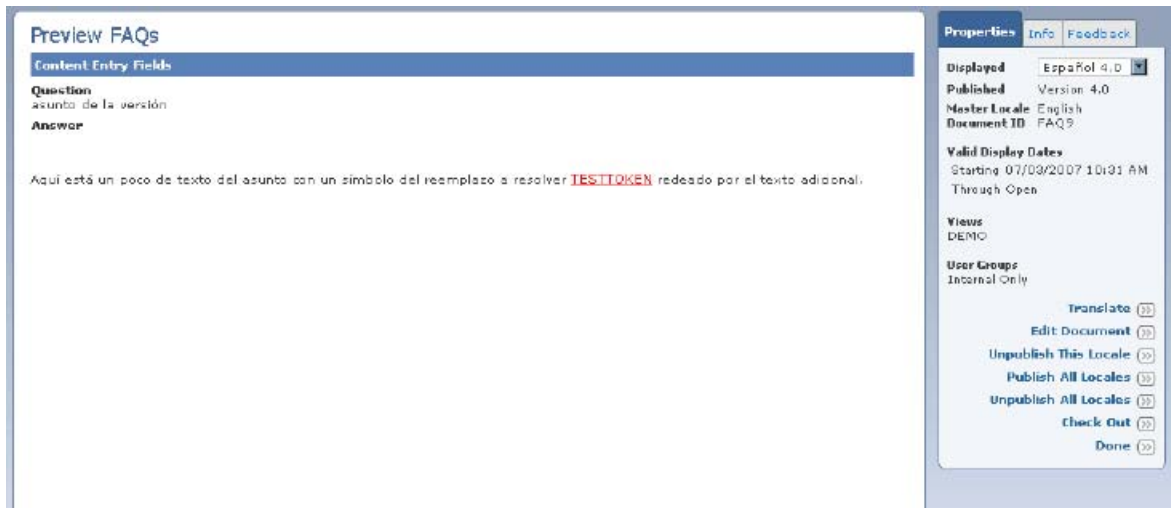 Preview FAQs
Content Entry Fields
Question
asunto de la versión
Answer
Aquí está un poco de texto del asunto con un símbolo del reemplazo a resolver TESTTOKEN redeado por el texto adicional.
Properties Info Feedback
Displayed Español 4.0
Published Version 4.0
Master Locale English
Document ID FAQ9
Valid Display Dates
Starting 07/03/2007 10:31 AM
Through Open
Views
DEMO
User Groups
Internal Only
Translate
Edit Document
Unpublish This Locale
Publish All Locales
Unpublish All Locales
Check Out
Done